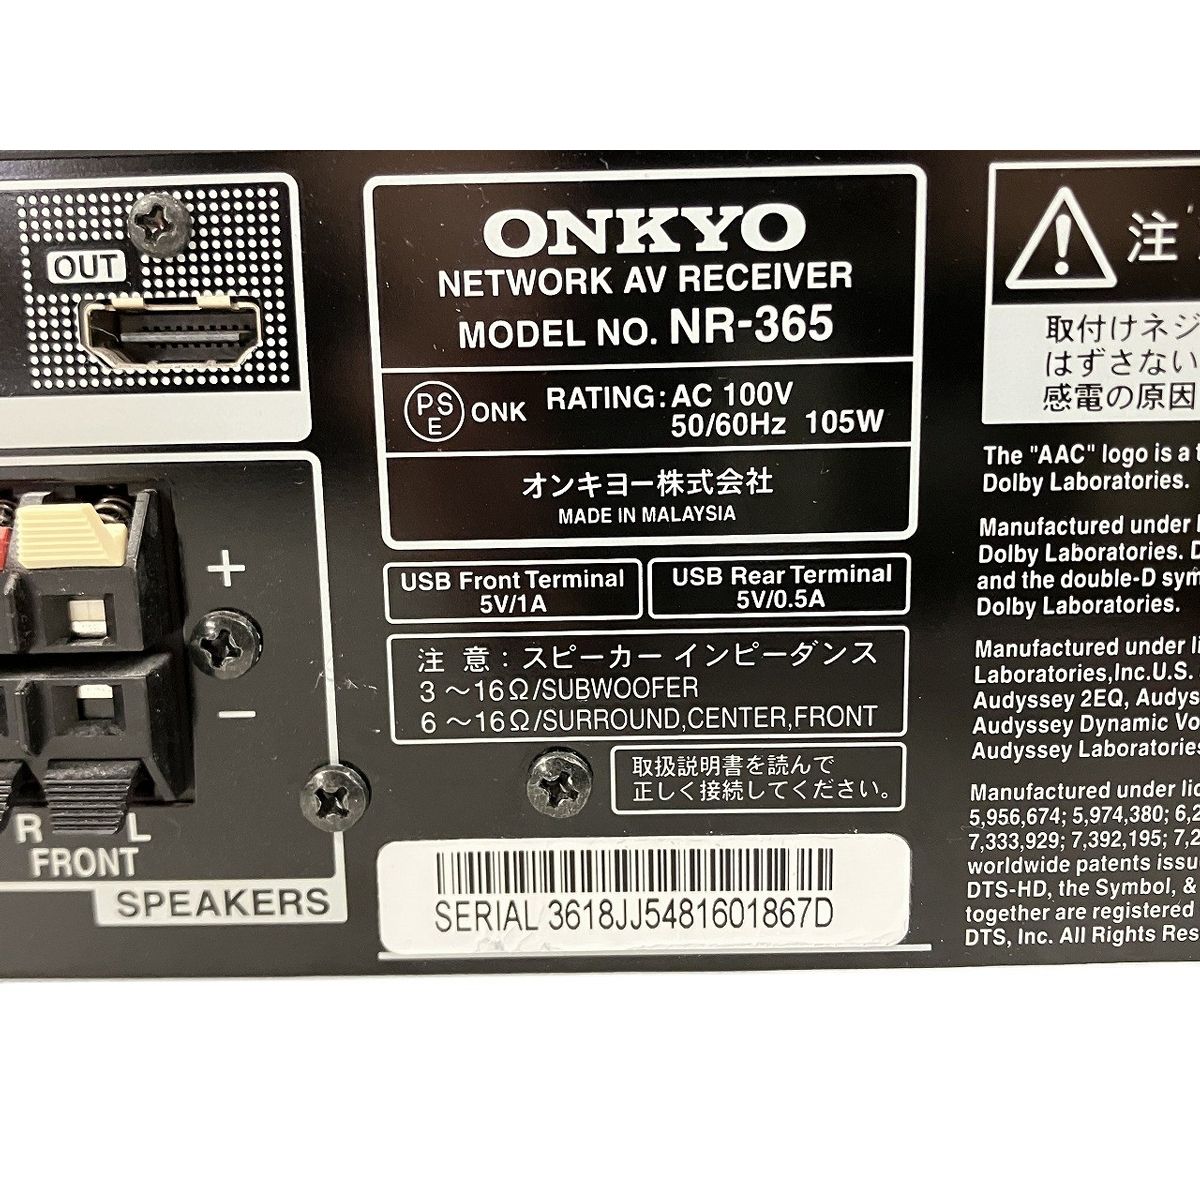 OUT
+
−
R L
FRONT
SPEAKERS
ONKYO
NETWORK AV RECEIVER
MODEL NO. NR-365
PS
E
ONK
RATING: AC 100V
50/60Hz 105W
オンキヨー株式会社
MADE IN MALAYSIA
USB Front Terminal
5V/1A
USB Rear Terminal
5V/0.5A
注 意 : スピーカー インピーダンス
3 ～16Ω/SUBWOOFER
6 ～16Ω/SURROUND,CENTER,FRONT
取扱説明書を読んで
正しく接続してください。
SERIAL 3618JJ5481601867D
注
取付けネジ
はずさない
感電の原因
The "AAC" logo is a
Dolby Laboratories.
Manufactured under
Dolby Laboratories.
and the double-D
Dolby Laboratories.
Manufactured under
Laboratories,Inc.U.S.
Audyssey 2EQ,
Audyssey Dynamic
Audyssey Laboratories
Manufactured under
5,956,674; 5,974,380;
7,333,929; 7,392,195;
worldwide patents
DTS-HD, the Symbol, &
together are registered
DTS, Inc. All Rights